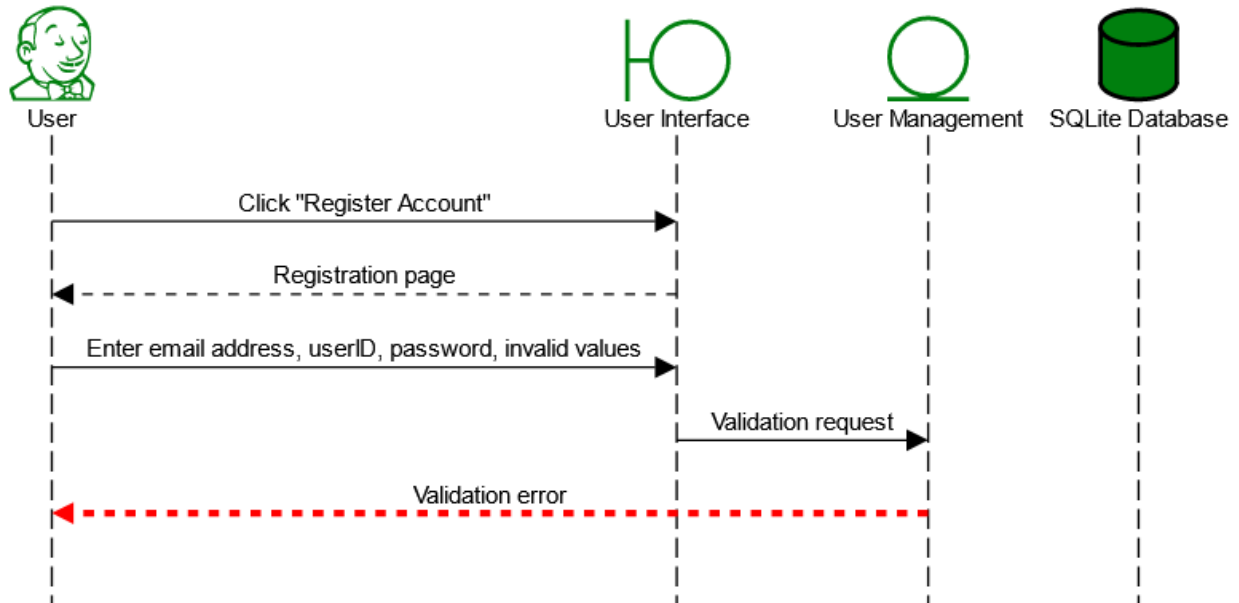 User
User Interface
User Management
SQLite Database
Click "Register Account"
Registration page
Enter email address, userID, password, invalid values
Validation request
Validation error